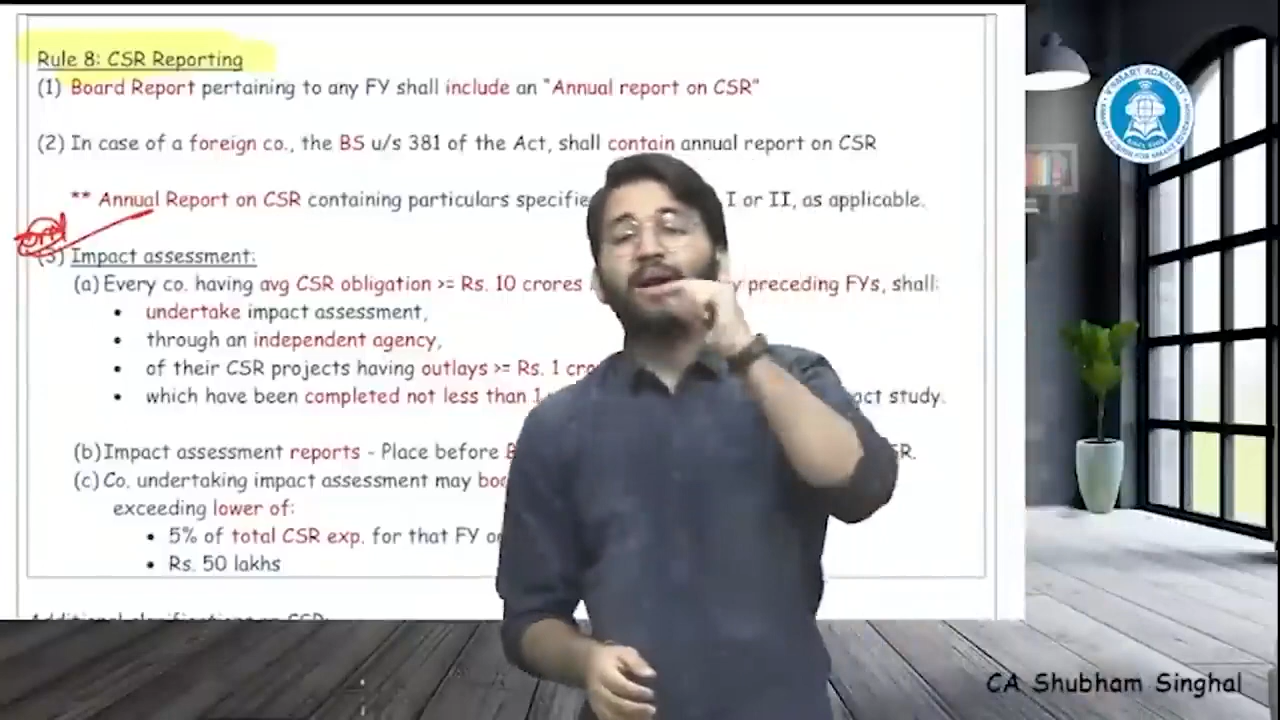 Rule 8: CSR Reporting
(1) Board Report pertaining to any FY shall include an “Annual report on CSR”
(2) In case of a foreign co., the BS u/s 381 of the Act, shall contain annual report on CSR
** Annual Report on CSR containing particulars I or II, as applicable.
(3) Impact assessment:
(a) Every co. having avg CSR obligation >= Rs. 10 crores preceding FYs, shall:
• undertake impact assessment,
• through an independent agency,
• of their CSR projects having outlays >= Rs. 1
• which have been completed not less than 1 study.
(b) Impact assessment reports - Place before
(c) Co. undertaking impact assessment may
exceeding lower of:
• 5% of total CSR exp. for that FY
• Rs. 50 lakhs
V'SMART ACADEMY
CA Shubham Singhal